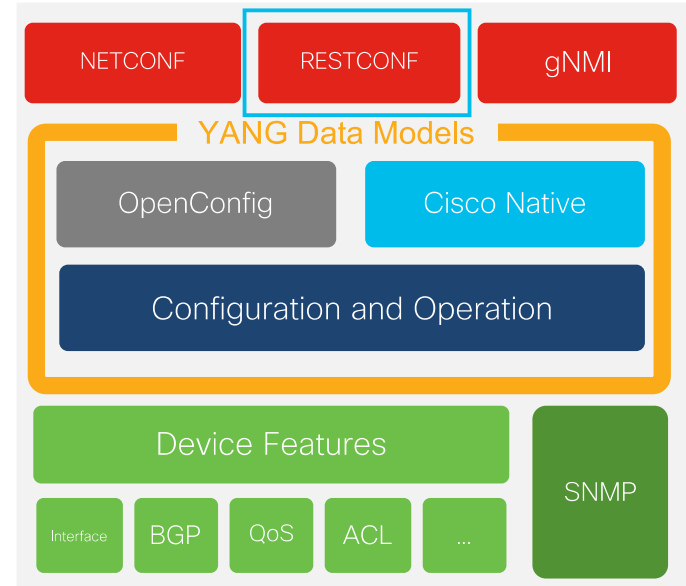 NETCONF
RESTCONF
gNMI
YANG Data Models
OpenConfig
Cisco Native
Configuration and Operation
Device Features
SNMP
Interface
BGP
QoS
ACL
...